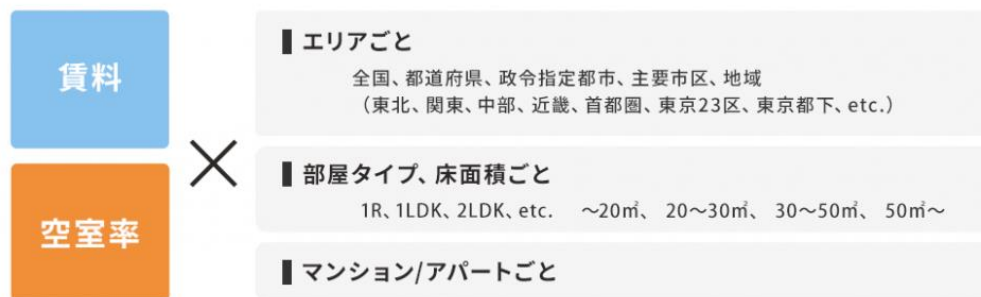 賃料
空室率
×
▌エリアごと
全国、都道府県、政令指定都市、主要市区、地域
（東北、関東、中部、近畿、首都圏、東京23区、東京都下、etc.）
▌部屋タイプ、床面積ごと
1R、1LDK、2LDK、etc.　～20㎡、 20～30㎡、 30～50㎡、 50㎡～
▌マンション/アパートごと